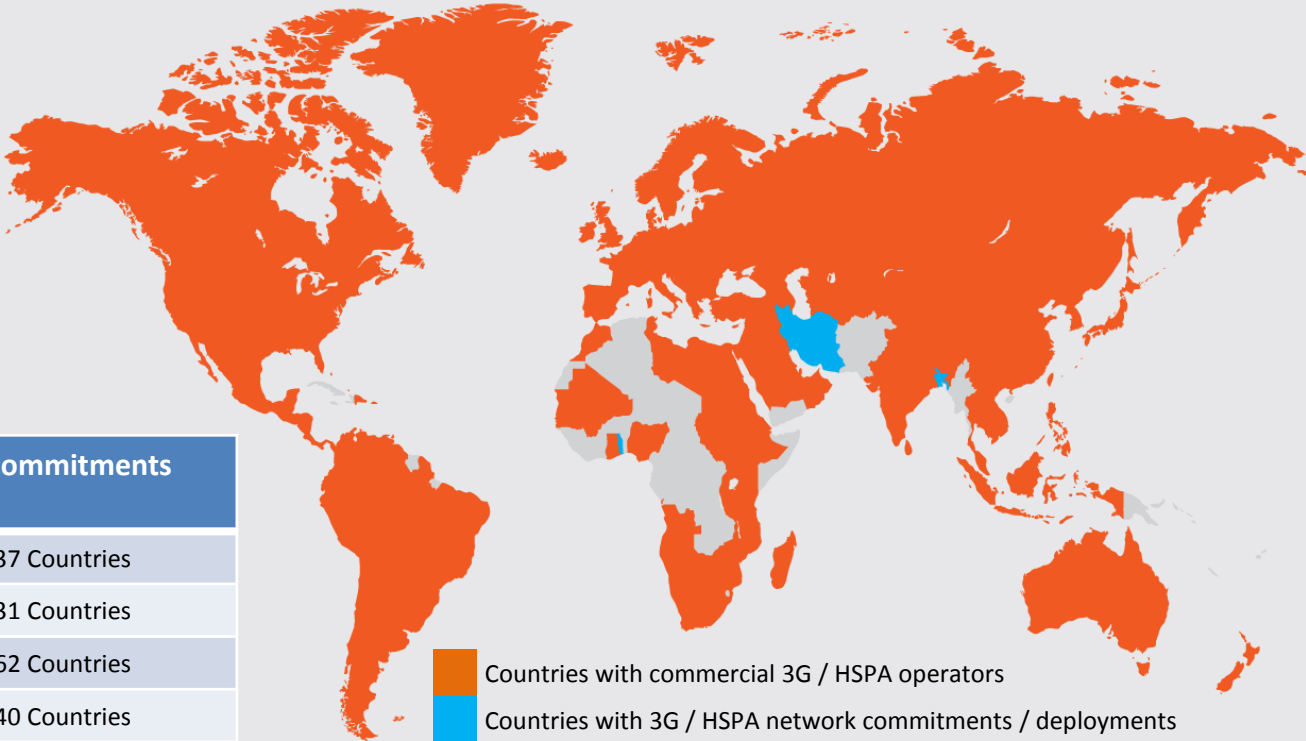 ommitments
37 Countries
31 Countries
62 Countries
40 Countries
Countries with commercial 3G / HSPA operators
Countries with 3G / HSPA network commitments / deployments